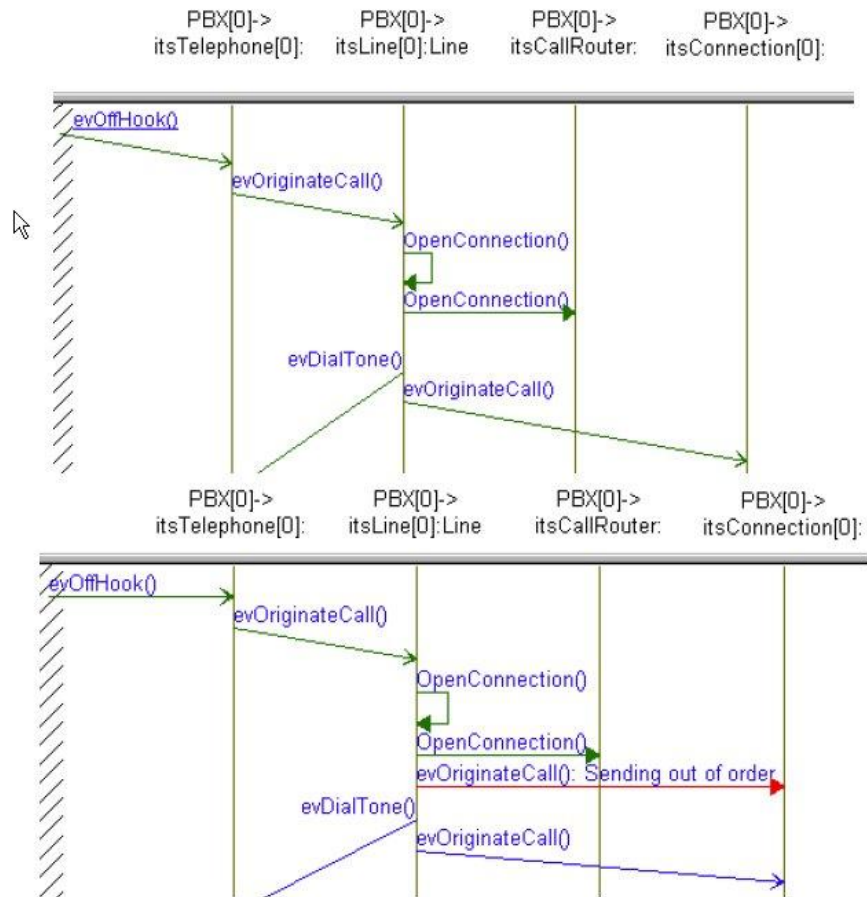 PBX[0]-> PBX[0]-> PBX[0]-> PBX[0]->
itsTelephone[0]: itsLine[0]:Line itsCallRouter: itsConnection[0]:
evOffHook()
evOriginateCall()
OpenConnection()
OpenConnection()
evDialTone()
evOriginateCall()
PBX[0]-> PBX[0]-> PBX[0]-> PBX[0]->
itsTelephone[0]: itsLine[0]:Line itsCallRouter: itsConnection[0]:
evOffHook()
evOriginateCall()
OpenConnection()
OpenConnection()
evOriginateCall(): Sending out of order
evDialTone()
evOriginateCall()